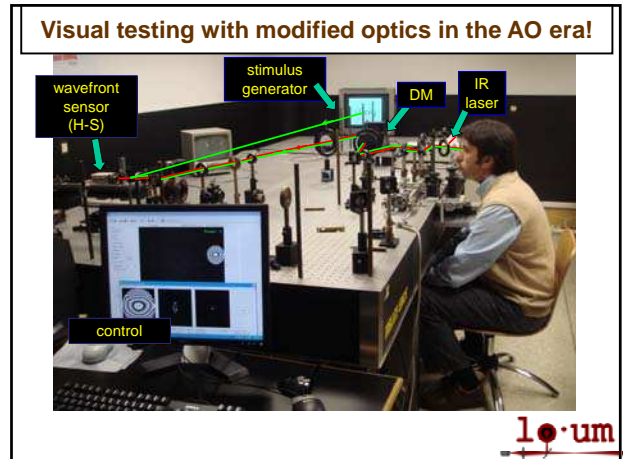 Visual testing with modified optics in the AO era!
wavefront
sensor
(H-S)
stimulus
generator
DM
IR
laser
control
lo·um